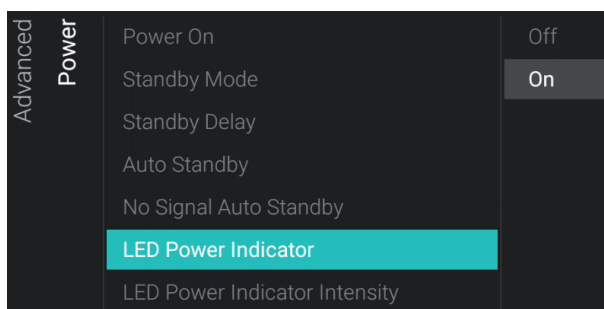 Advanced
Power
Power On
Standby Mode
Standby Delay
Auto Standby
No Signal Auto Standby
LED Power Indicator
LED Power Indicator Intensity
Off
On